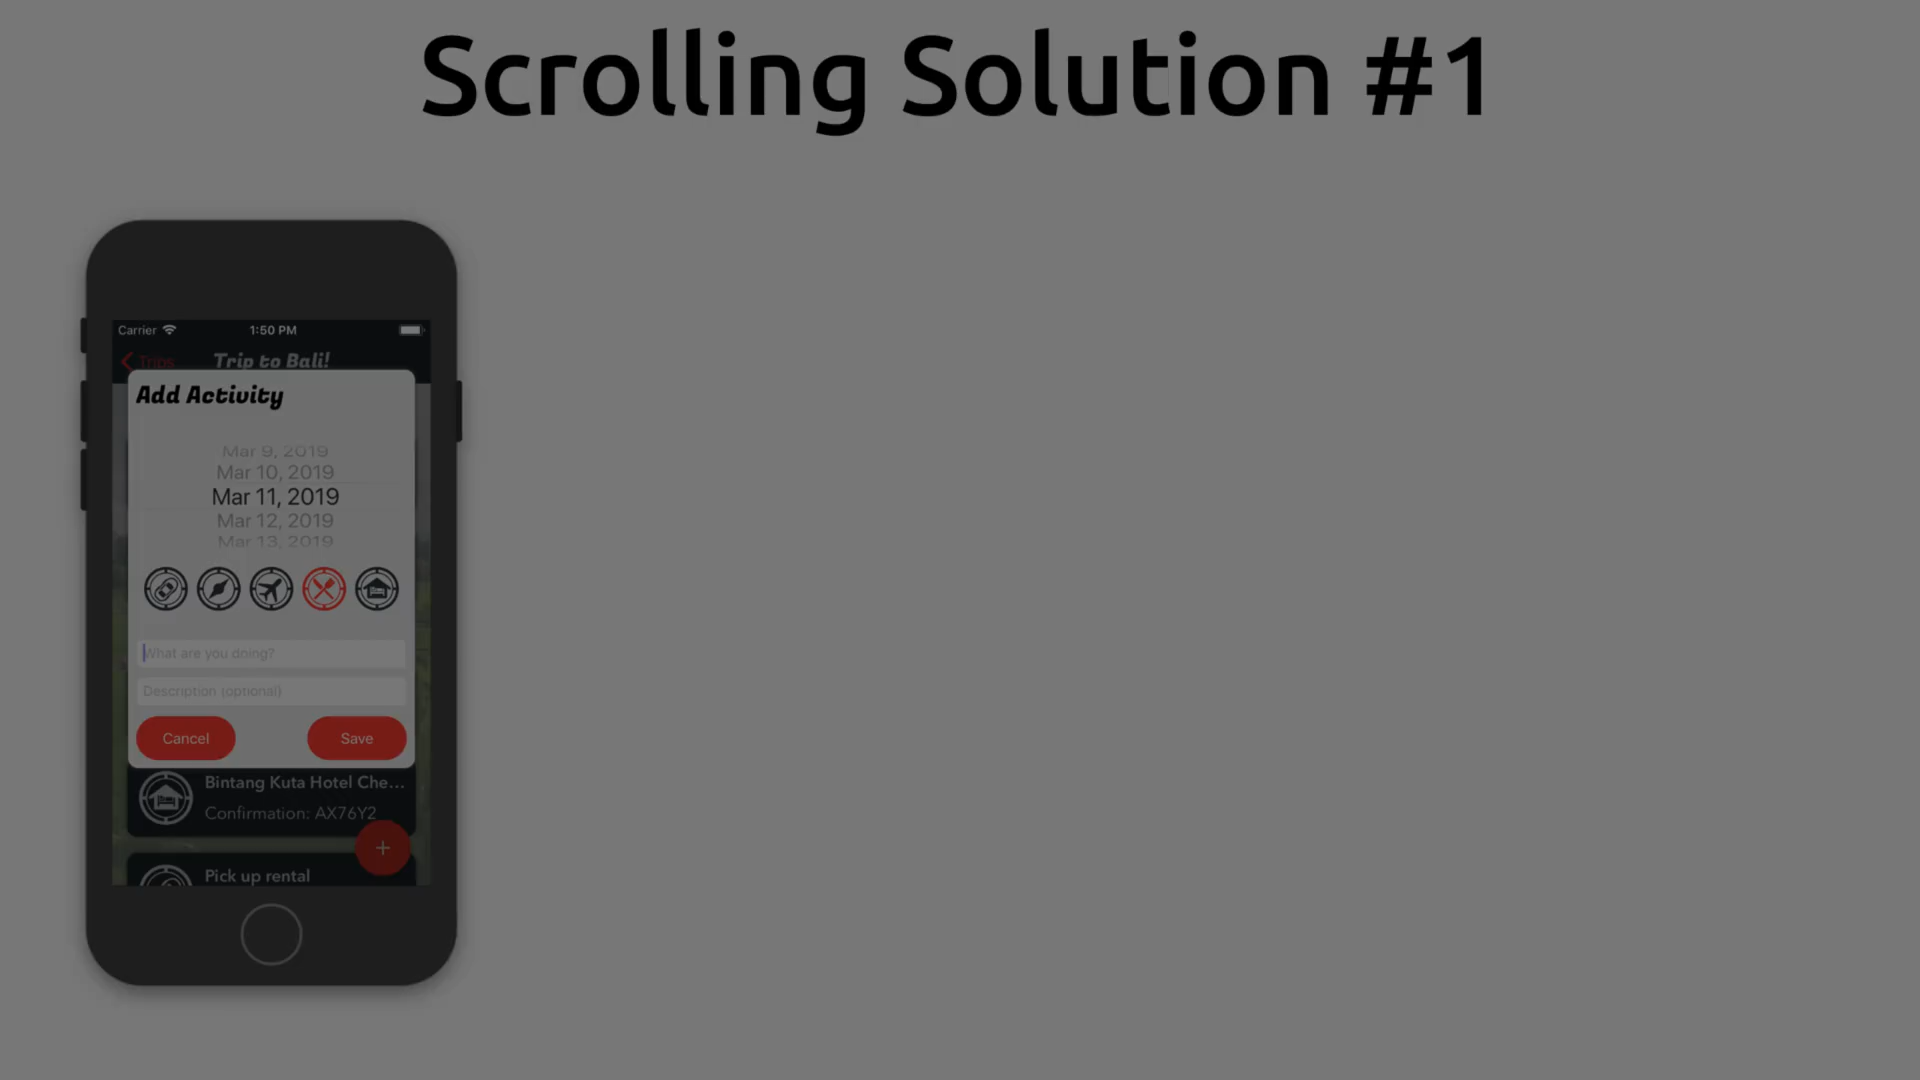 Scrolling Solution #1
Carrier 1:50 PM
Trips Trip to Bali!
Add Activity
Mar 9, 2019
Mar 10, 2019
Mar 11, 2019
Mar 12, 2019
Mar 13, 2019
What are you doing?
Description (optional)
Cancel Save
Bintang Kuta Hotel Che...
Confirmation: AX76Y2
+
Pick up rental